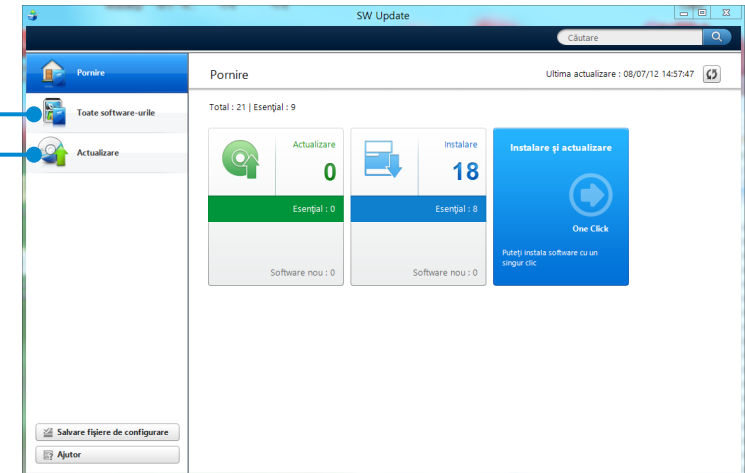 SW Update
Căutare
Pornire
Toate software-urile
Actualizare
Salvare fișiere de configurare
Ajutor
Pornire
Ultima actualizare : 08/07/12 14:57:47
Total : 21 | Esențial : 9
Actualizare
0
Esențial : 0
Software nou : 0
Instalare
18
Esențial : 8
Software nou : 0
Instalare și actualizare
One Click
Puteți instala software cu un
singur clic